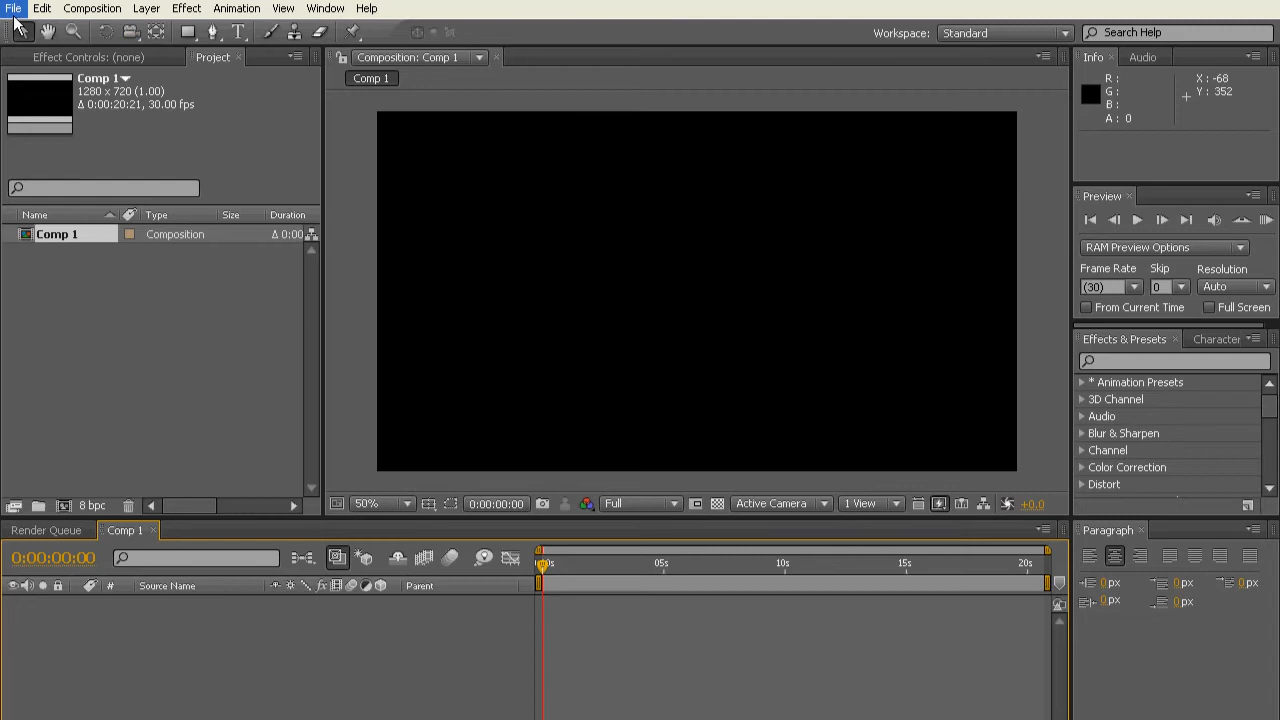 File Edit Composition Layer Effect Animation View Window Help
Workspace: Standard Search Help
Effect Controls: (none) Project
Comp 1
1280 x 720 (1.00)
Δ 0:00:20:21, 30.00 fps
Name Type Size Duration
Comp 1 Composition Δ 0:00
8 bpc
Composition: Comp 1
Comp 1
50% 0:00:00:00 Full Active Camera 1 View +0.0
Info Audio
R :
G :
B :
A : 0
X : -68
Y : 352
Preview
RAM Preview Options
Frame Rate Skip Resolution
(30) 0 Auto
From Current Time Full Screen
Effects & Presets Character
* Animation Presets
3D Channel
Audio
Blur & Sharpen
Channel
Color Correction
Distort
Render Queue Comp 1
0:00:00:00
# Source Name Parent
05s 10s 15s 20s
Paragraph
0 px 0 px 0 px
0 px 0 px